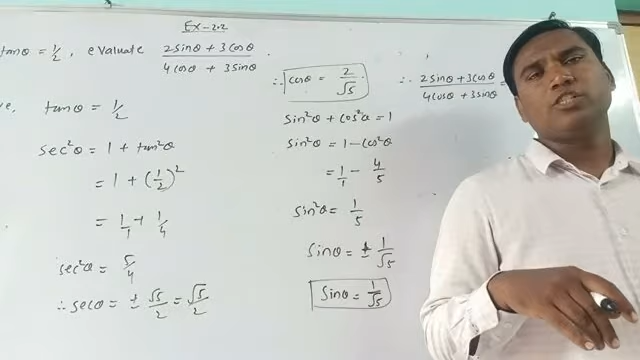 Ex-2.2
tanθ = 1/2, evaluate (2sinθ + 3cosθ)/(4cosθ + 3sinθ).
tanθ = 1/2
sec²θ = 1 + tan²θ
= 1 + (1/2)²
= 1/1 + 1/4
sec²θ = 5/4
∴ secθ = ± √5/2 = √5/2
∴ cosθ = 2/√5
sin²θ + cos²θ = 1
sin²θ = 1 - cos²θ
= 1/1 - 4/5
sin²θ = 1/5
sinθ = ± 1/√5
sinθ = 1/√5
∴ (2sinθ + 3cosθ)/(4cosθ + 3sinθ) =